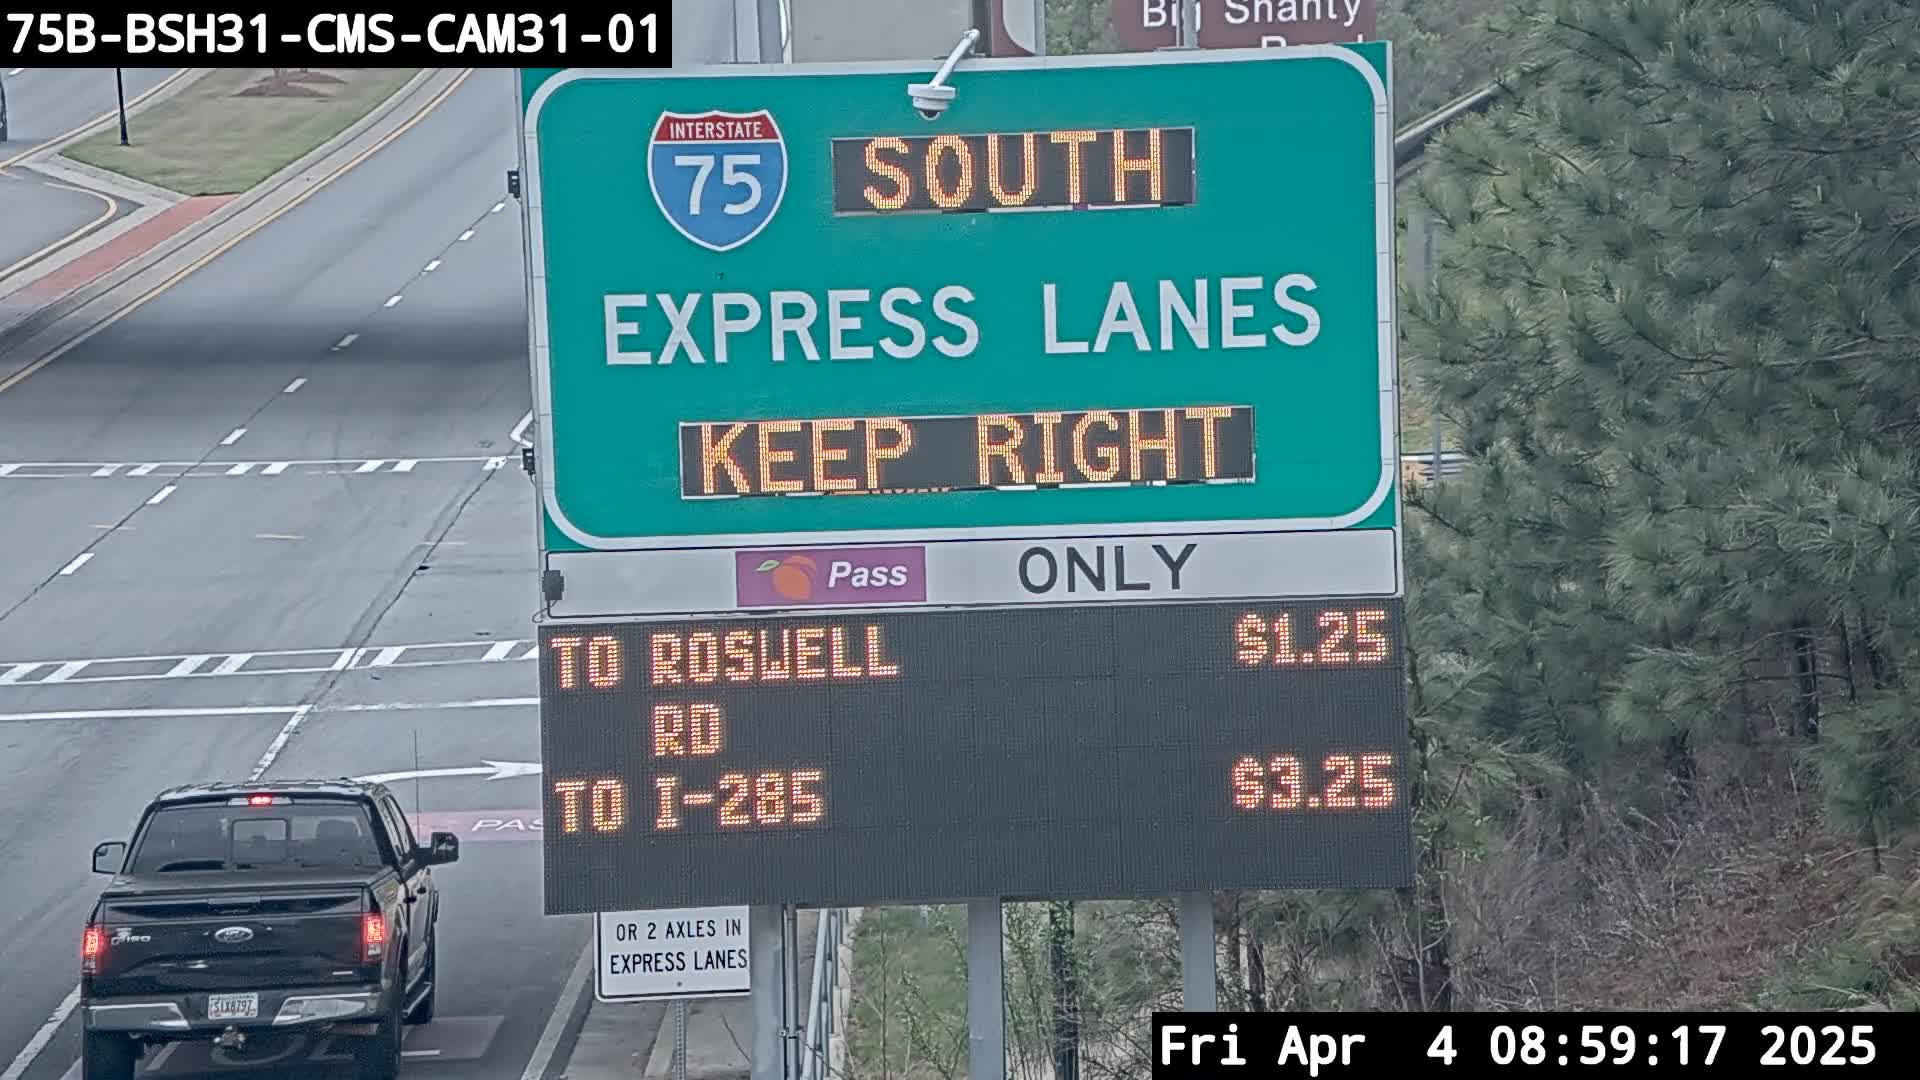 75B-BSH31-CMS-CAM31-01
Big Shanty
INTERSTATE
75
SOUTH
EXPRESS LANES
KEEP RIGHT
Pass ONLY
TO ROSWELL $1.25
RD
TO I-285 $3.25
OR 2 AXLES IN
EXPRESS LANES
F-150
Ford
Fri Apr 4 08:59:17 2025